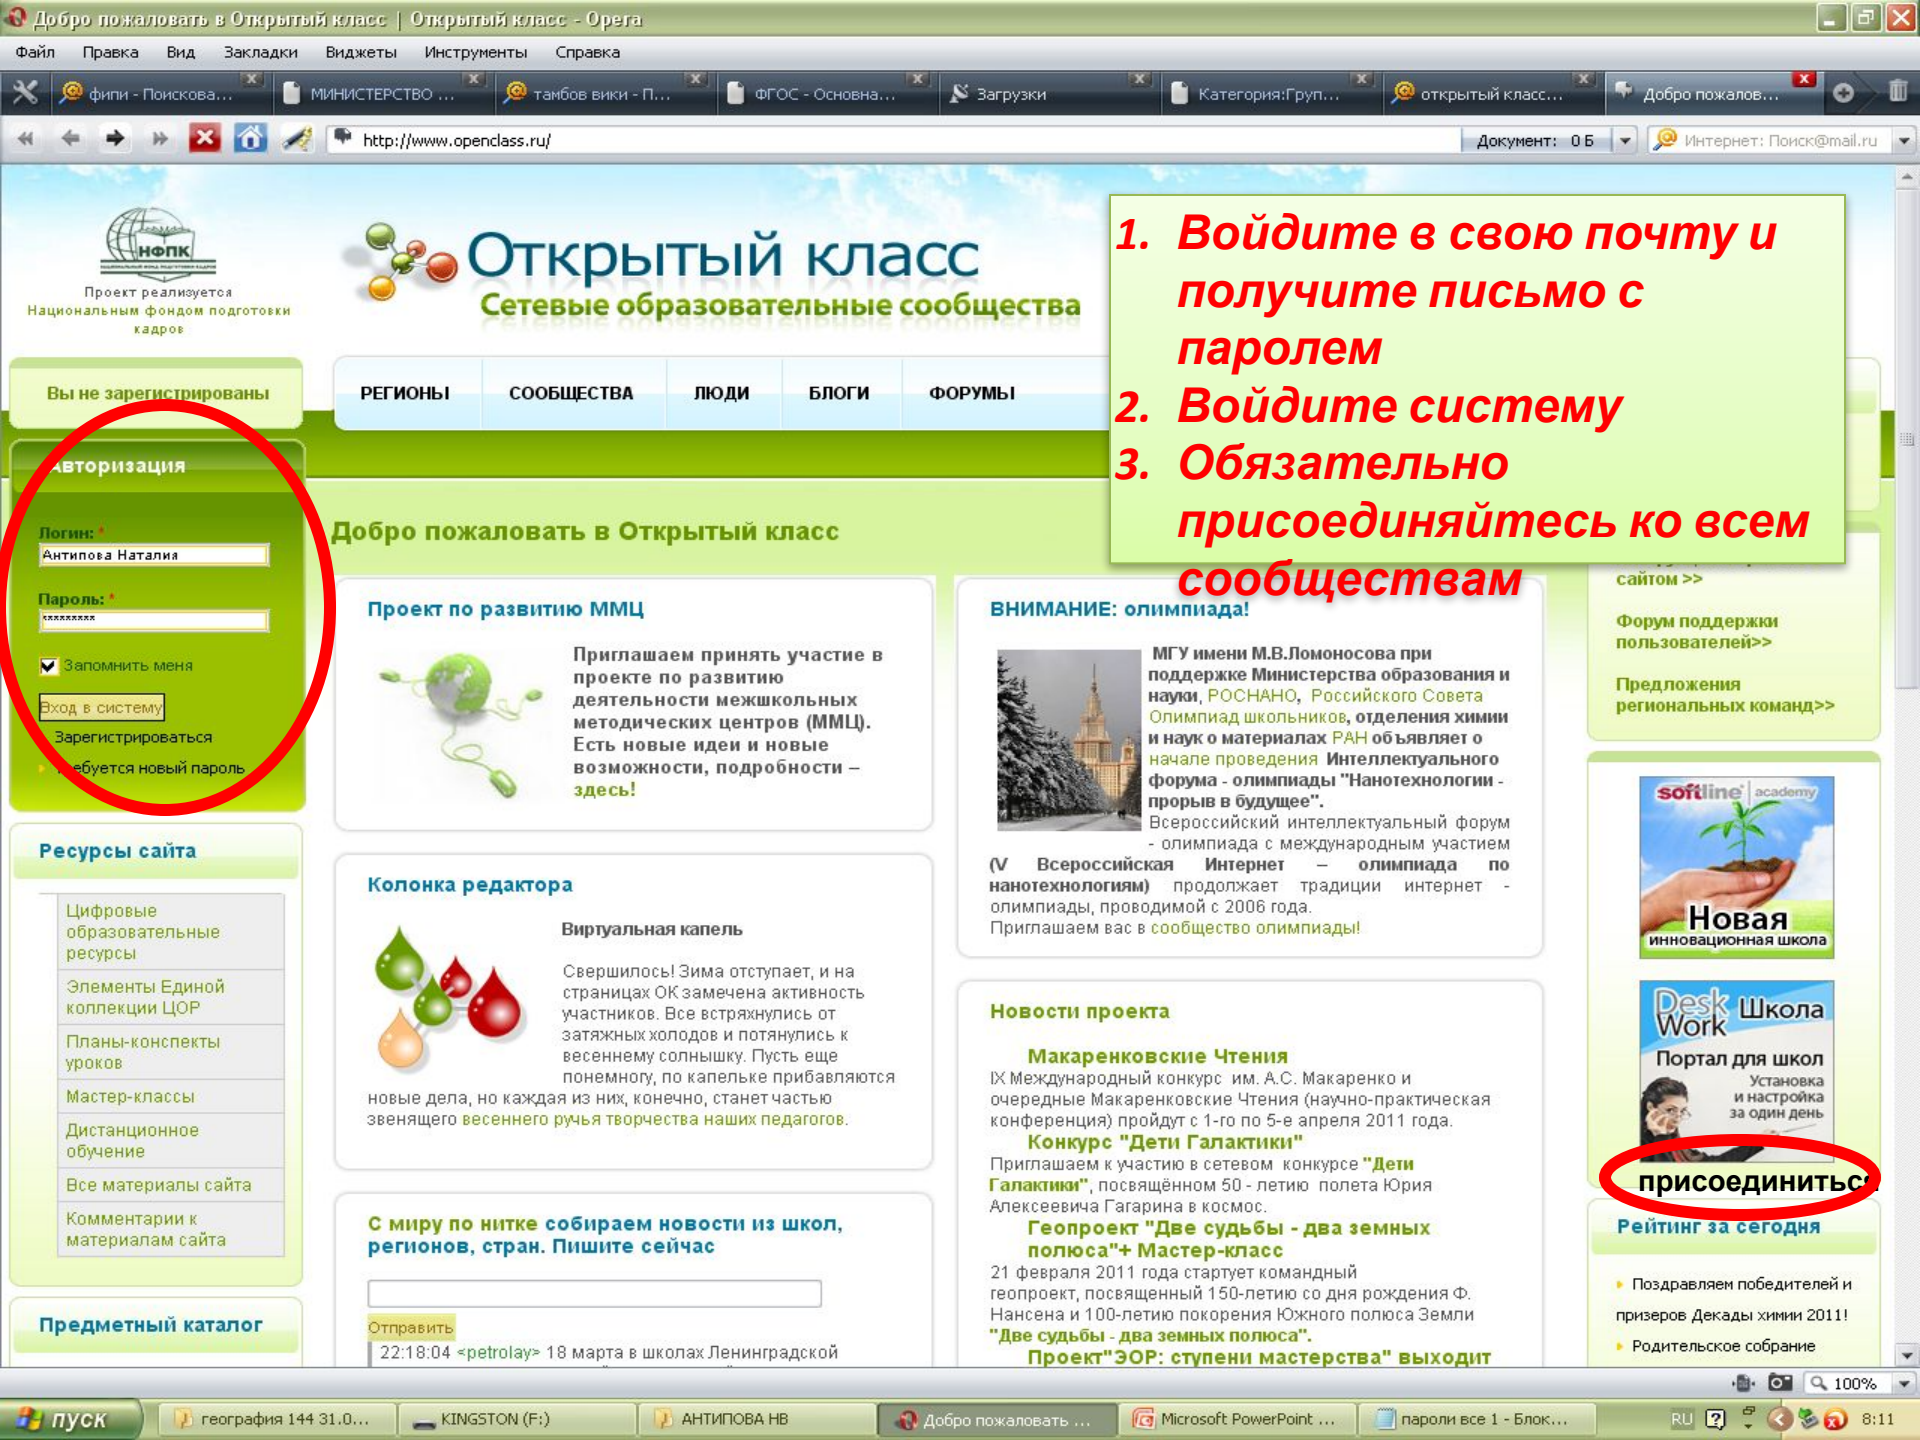 Добро пожаловать в Открытый класс | Открытый класс - Opera
Файл Правка Вид Закладки Виджеты Инструменты Справка
фипи - Поискова... МИНИСТЕРСТВО ... тамбов вики - П... ФГОС - Основна... Загрузки Категория:Груп... открытый класс... Добро пожалов...
http://www.openclass.ru/ Документ: 0 Б Интернет: Поиск@mail.ru
НФПК
Проект реализуется
Национальным фондом подготовки
кадров
Открытый класс
Сетевые образовательные сообщества
1. Войдите в свою почту и
получите письмо с
паролем
2. Войдите систему
3. Обязательно
присоединяйтесь ко всем
сообществам
Вы не зарегистрированы
РЕГИОНЫ СООБЩЕСТВА ЛЮДИ БЛОГИ ФОРУМЫ
Авторизация
Логин: *
Антипова Наталия
Пароль: *
*********
Запомнить меня
Вход в систему
Зарегистрироваться
Требуется новый пароль
Ресурсы сайта
Цифровые
образовательные
ресурсы
Элементы Единой
коллекции ЦОР
Планы-конспекты
уроков
Мастер-классы
Дистанционное
обучение
Все материалы сайта
Комментарии к
материалам сайта
Предметный каталог
Добро пожаловать в Открытый класс
Проект по развитию ММЦ
Приглашаем принять участие в
проекте по развитию
деятельности межшкольных
методических центров (ММЦ).
Есть новые идеи и новые
возможности, подробности –
здесь!
Колонка редактора
Виртуальная капель
Свершилось! Зима отступает, и на
страницах ОК замечена активность
участников. Все встряхнулись от
затяжных холодов и потянулись к
весеннему солнышку. Пусть еще
понемногу, по капельке прибавляются
новые дела, но каждая из них, конечно, станет частью
звенящего весеннего ручья творчества наших педагогов.
С миру по нитке собираем новости из школ,
регионов, стран. Пишите сейчас
Отправить
22:18:04 <petrolay> 18 марта в школах Ленинградской
ВНИМАНИЕ: олимпиада!
МГУ имени М.В.Ломоносова при
поддержке Министерства образования и
науки, РОСНАНО, Российского Совета
Олимпиад школьников, отделения химии
и наук о материалах РАН объявляет о
начале проведения Интеллектуального
форума - олимпиады "Нанотехнологии -
прорыв в будущее".
Всероссийский интеллектуальный форум
- олимпиада с международным участием
(V Всероссийская Интернет – олимпиада по
нанотехнологиям) продолжает традиции интернет -
олимпиады, проводимой с 2006 года.
Приглашаем вас в сообщество олимпиады!
Новости проекта
Макаренковские Чтения
IX Международный конкурс им. А.С. Макаренко и
очередные Макаренковские Чтения (научно-практическая
конференция) пройдут с 1-го по 5-е апреля 2011 года.
Конкурс "Дети Галактики"
Приглашаем к участию в сетевом конкурсе "Дети
Галактики", посвящённом 50 - летию полета Юрия
Алексеевича Гагарина в космос.
Геопроект "Две судьбы - два земных
полюса"+ Мастер-класс
21 февраля 2011 года стартует командный
геопроект, посвященный 150-летию со дня рождения Ф.
Нансена и 100-летию покорения Южного полюса Земли
"Две судьбы - два земных полюса".
Проект"ЭОР: ступени мастерства" выходит
сайтом >>
Форум поддержки
пользователей>>
Предложения
региональных команд>>
softline academy
Новая
инновационная школа
Desk Work Школа
Портал для школ
Установка
и настройка
за один день
присоединиться
Рейтинг за сегодня
Поздравляем победителей и
призеров Декады химии 2011!
Родительское собрание
100%
пуск география 144 31.0... KINGSTON (F:) АНТИПОВА НВ Добро пожаловать ... Microsoft PowerPoint ... пароли все 1 - Блок... RU 8:11